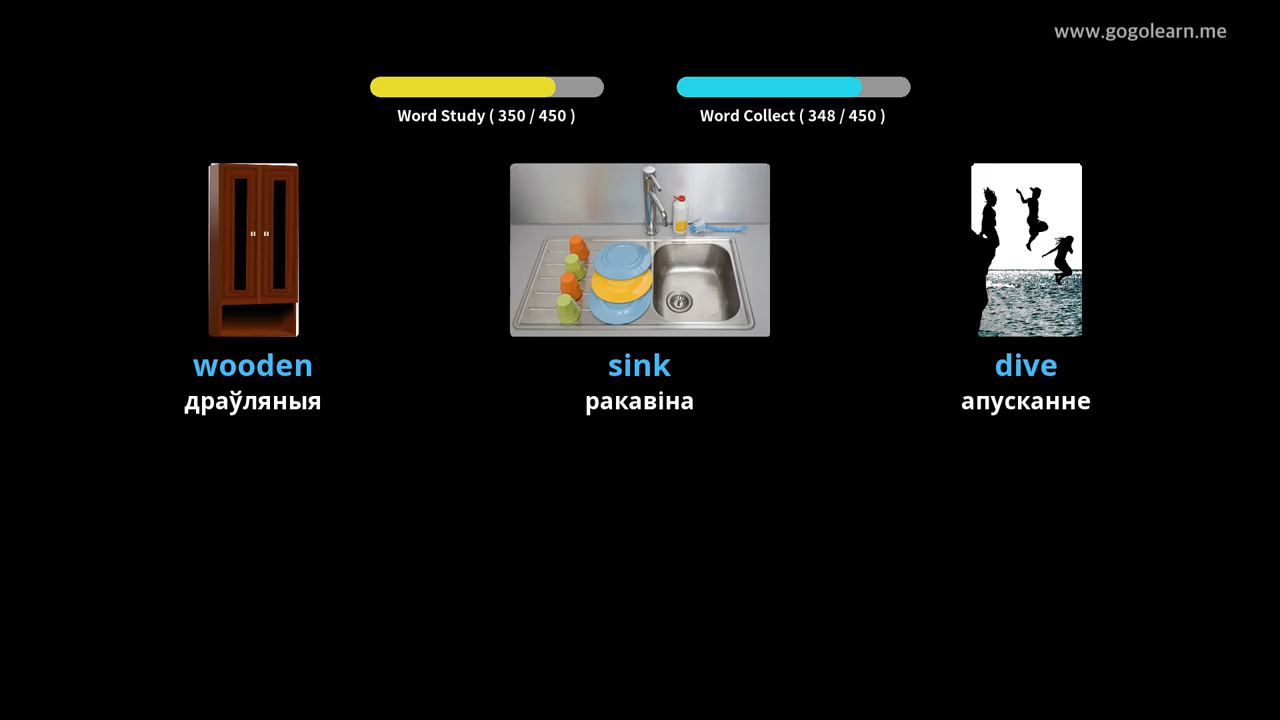 www.gogolearn.me
Word Study ( 350 / 450 )
Word Collect ( 348 / 450 )
wooden
драўляныя
sink
ракавіна
dive
апусканне